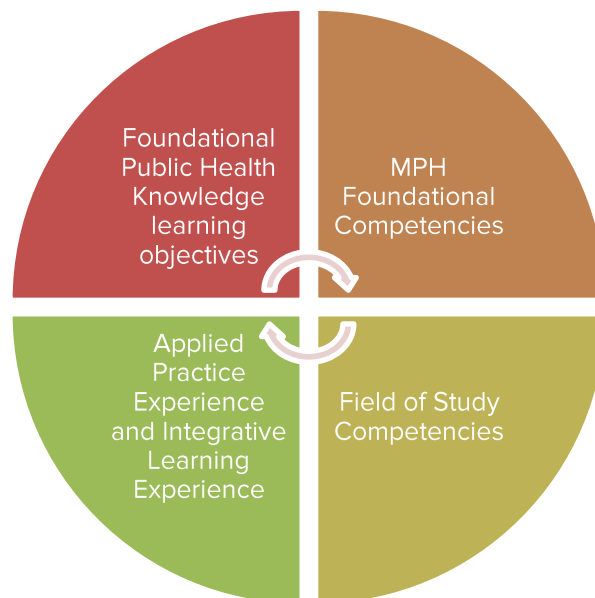 Foundational
Public Health
Knowledge
learning
objectives
MPH
Foundational
Competencies
Applied
Practice
Experience
and Integrative
Learning
Experience
Field of Study
Competencies